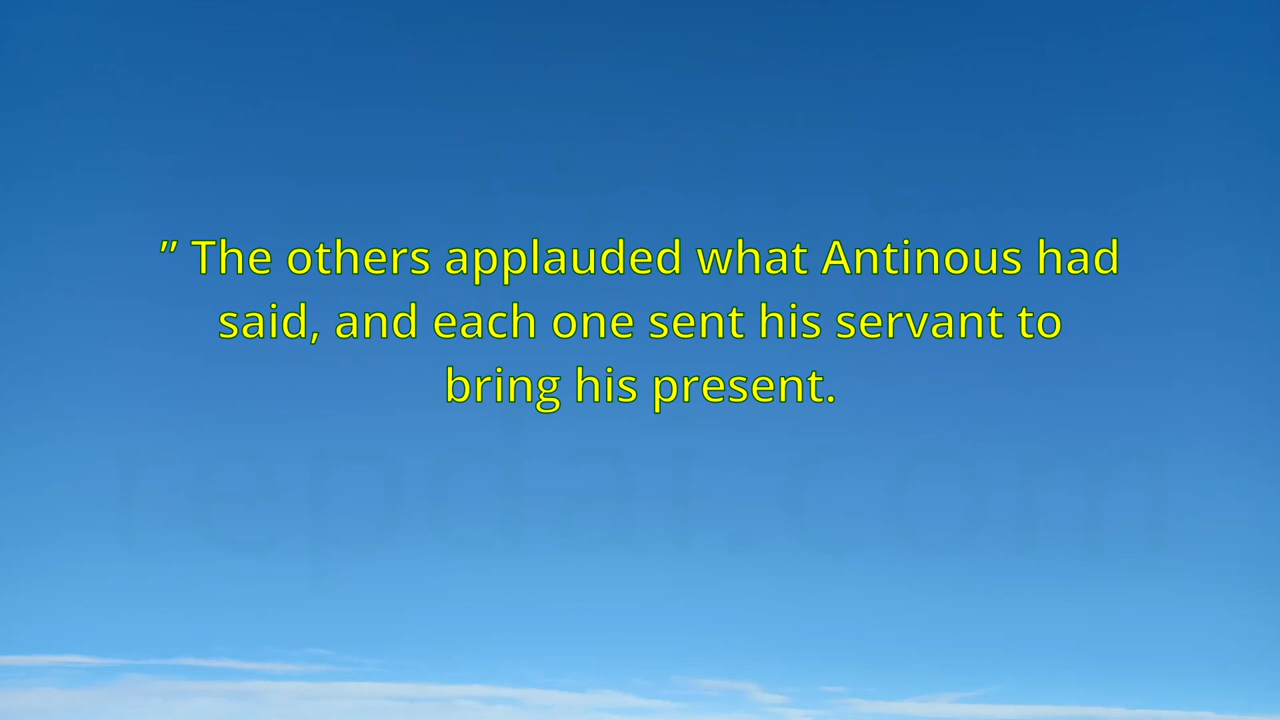 ” The others applauded what Antinous had
said, and each one sent his servant to
bring his present.